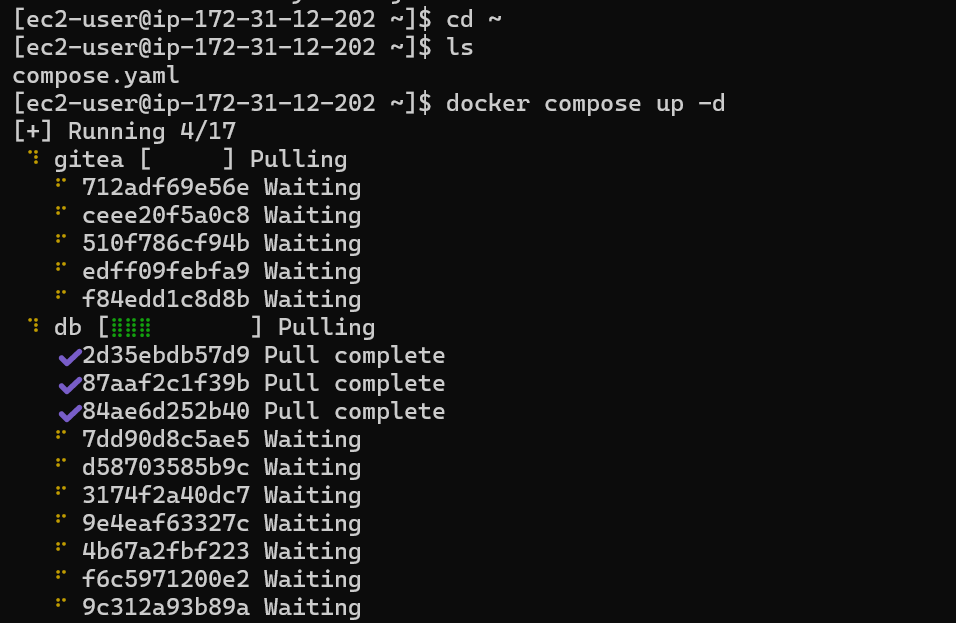 [ec2-user@ip-172-31-12-202 ~]$ cd ~
[ec2-user@ip-172-31-12-202 ~]$ ls
compose.yaml
[ec2-user@ip-172-31-12-202 ~]$ docker compose up -d
[+] Running 4/17
⠹ gitea [      ] Pulling
⠋ 712adf69e56e Waiting
⠋ ceee20f5a0c8 Waiting
⠋ 510f786cf94b Waiting
⠋ edff09febfa9 Waiting
⠋ f84edd1c8d8b Waiting
⠹ db [⣿⣿⣿       ] Pulling
✔ 2d35ebdb57d9 Pull complete
✔ 87aaf2c1f39b Pull complete
✔ 84ae6d252b40 Pull complete
⠋ 7dd90d8c5ae5 Waiting
⠋ d58703585b9c Waiting
⠋ 3174f2a40dc7 Waiting
⠋ 9e4eaf63327c Waiting
⠋ 4b67a2fbf223 Waiting
⠋ f6c5971200e2 Waiting
⠋ 9c312a93b89a Waiting